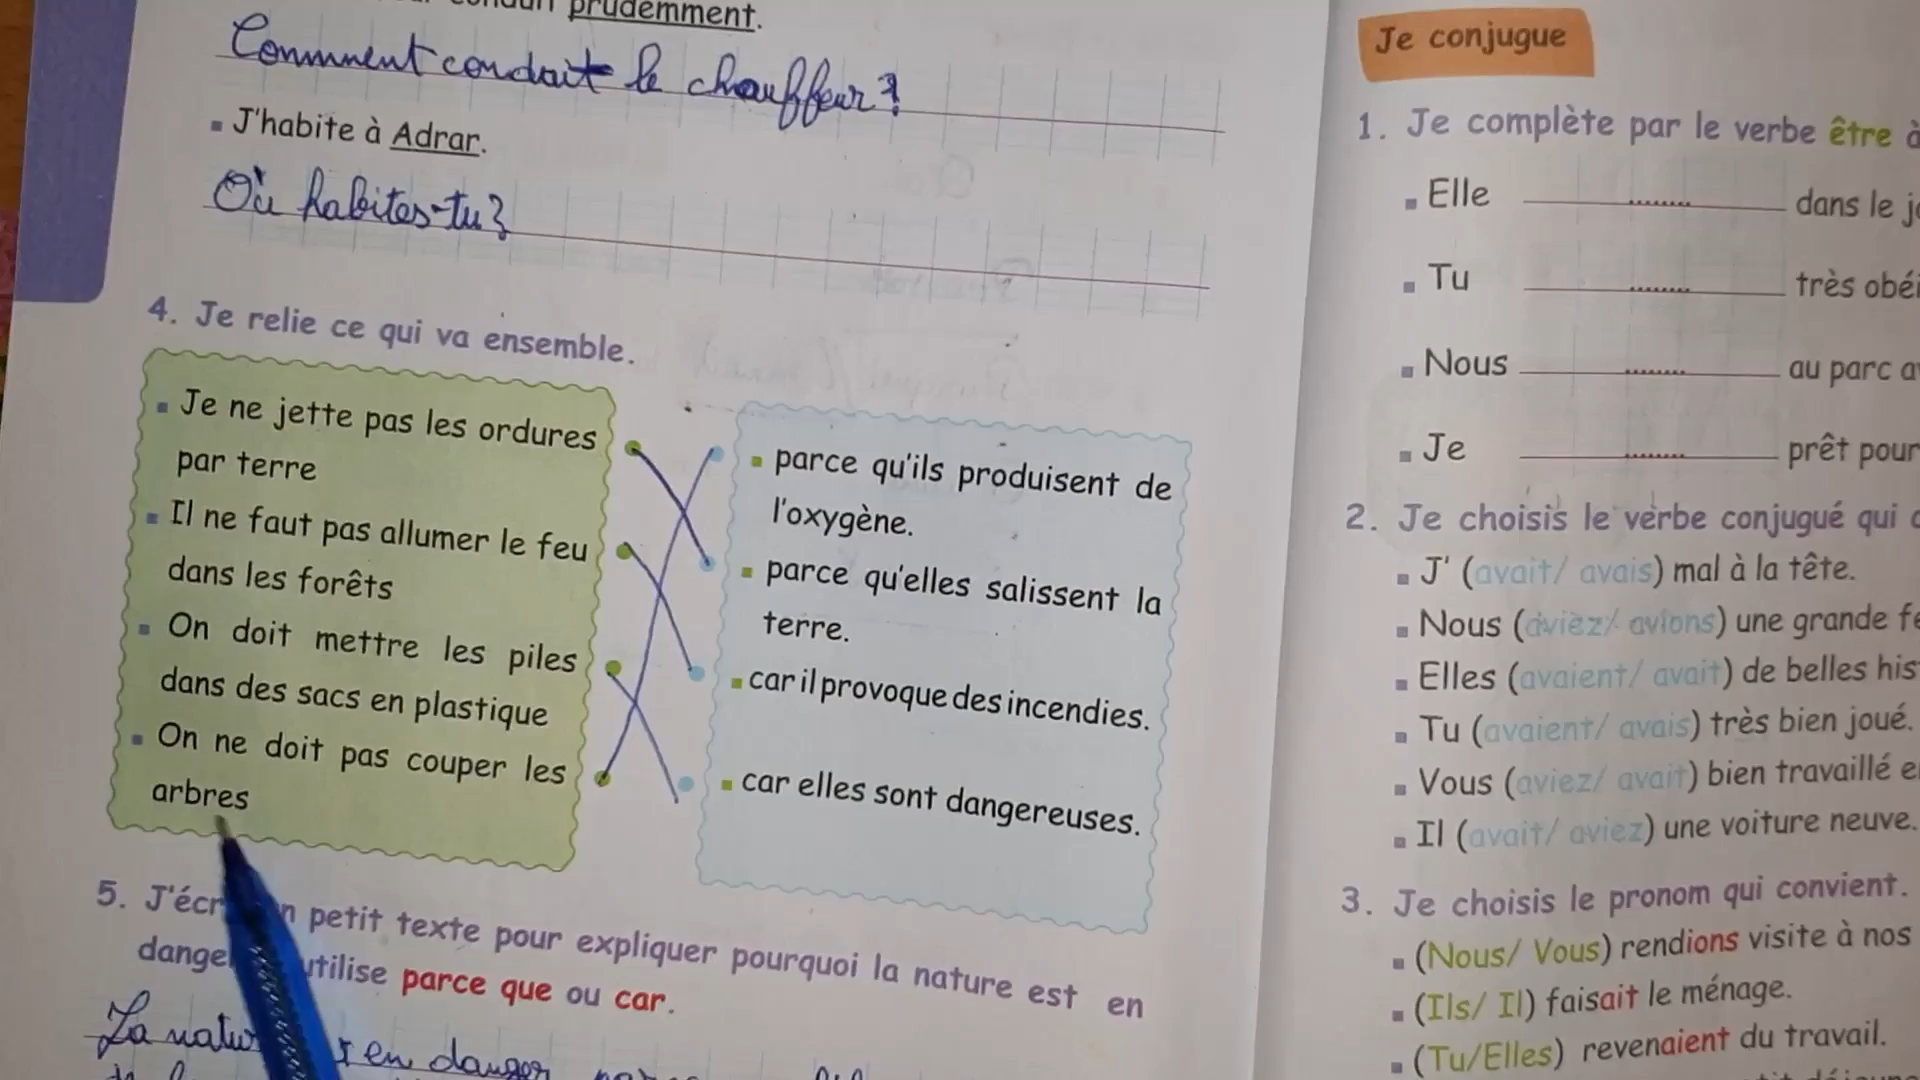 prudemment.
Comment conduit le chauffeur?
J'habite à Adrar.
Où habites-tu?
4. Je relie ce qui va ensemble.
Je ne jette pas les ordures
par terre
Il ne faut pas allumer le feu
dans les forêts
On doit mettre les piles
dans des sacs en plastique
On ne doit pas couper les
arbres
parce qu'ils produisent de
l'oxygène.
parce qu'elles salissent la
terre.
car il provoque des incendies.
car elles sont dangereuses.
5. petit texte pour expliquer pourquoi la nature est en
utilise parce que ou car.
La en danger
Je conjugue
1. Je complète par le verbe être à
Elle ........ dans le
Tu ........ très
Nous ........ au parc
Je ........ prêt pour
2. Je choisis le verbe conjugué qui
J' (avait/ avais) mal à la tête.
Nous (aviez/ avions) une grande
Elles (avaient/ avait) de belles
Tu (avaient/ avais) très bien joué.
Vous (aviez/ avait) bien travaillé
Il (avait/ aviez) une voiture neuve.
3. Je choisis le pronom qui convient.
(Nous/ Vous) rendions visite à nos
(Ils/ Il) faisait le ménage.
(Tu/Elles) revenaient du travail.